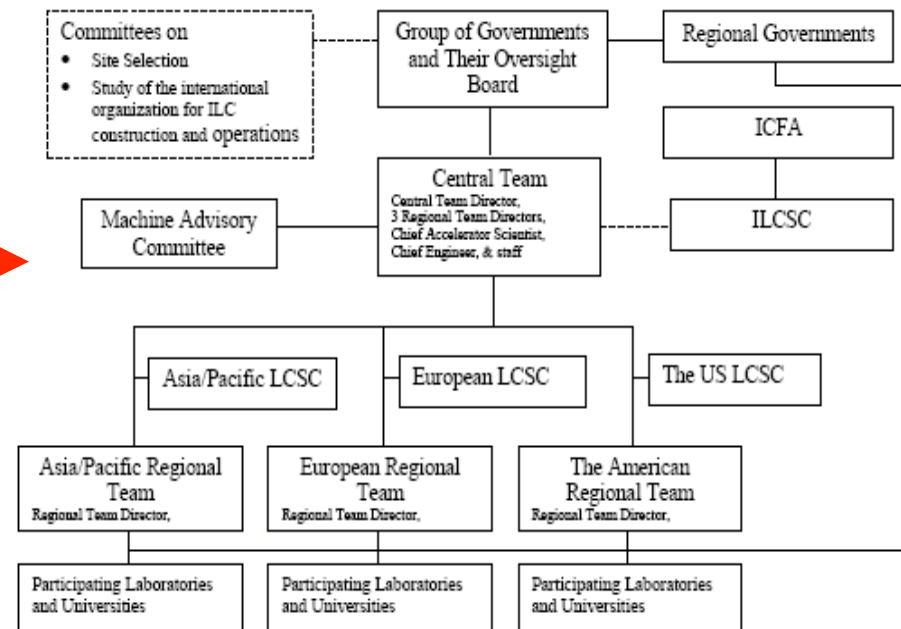 Committees on
• Site Selection
• Study of the international
organization for ILC
construction and operations
Group of Governments
and Their Oversight
Board
Regional Governments
ICFA
ILCSC
Central Team
Central Team Director,
3 Regional Team Directors,
Chief Accelerator Scientist,
Chief Engineer, & staff
Machine Advisory
Committee
Asia/Pacific LCSC
European LCSC
The US LCSC
Asia/Pacific Regional
Team
Regional Team Director,
European Regional
Team
Regional Team Director,
The American
Regional Team
Regional Team Director,
Participating Laboratories
and Universities
Participating Laboratories
and Universities
Participating Laboratories
and Universities